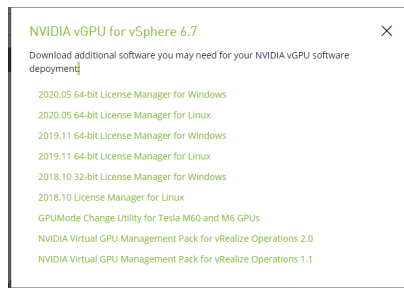 NVIDIA vGPU for vSphere 6.7
Download additional software you may need for your NVIDIA vGPU software
depoyment:
2020.05 64-bit License Manager for Windows
2020.05 64-bit License Manager for Linux
2019.11 64-bit License Manager for Windows
2019.11 64-bit License Manager for Linux
2018.10 32-bit License Manager for Windows
2018.10 License Manager for Linux
GPUMode Change Utility for Tesla M60 and M6 GPUs
NVIDIA Virtual GPU Management Pack for vRealize Operations 2.0
NVIDIA Virtual GPU Management Pack for vRealize Operations 1.1